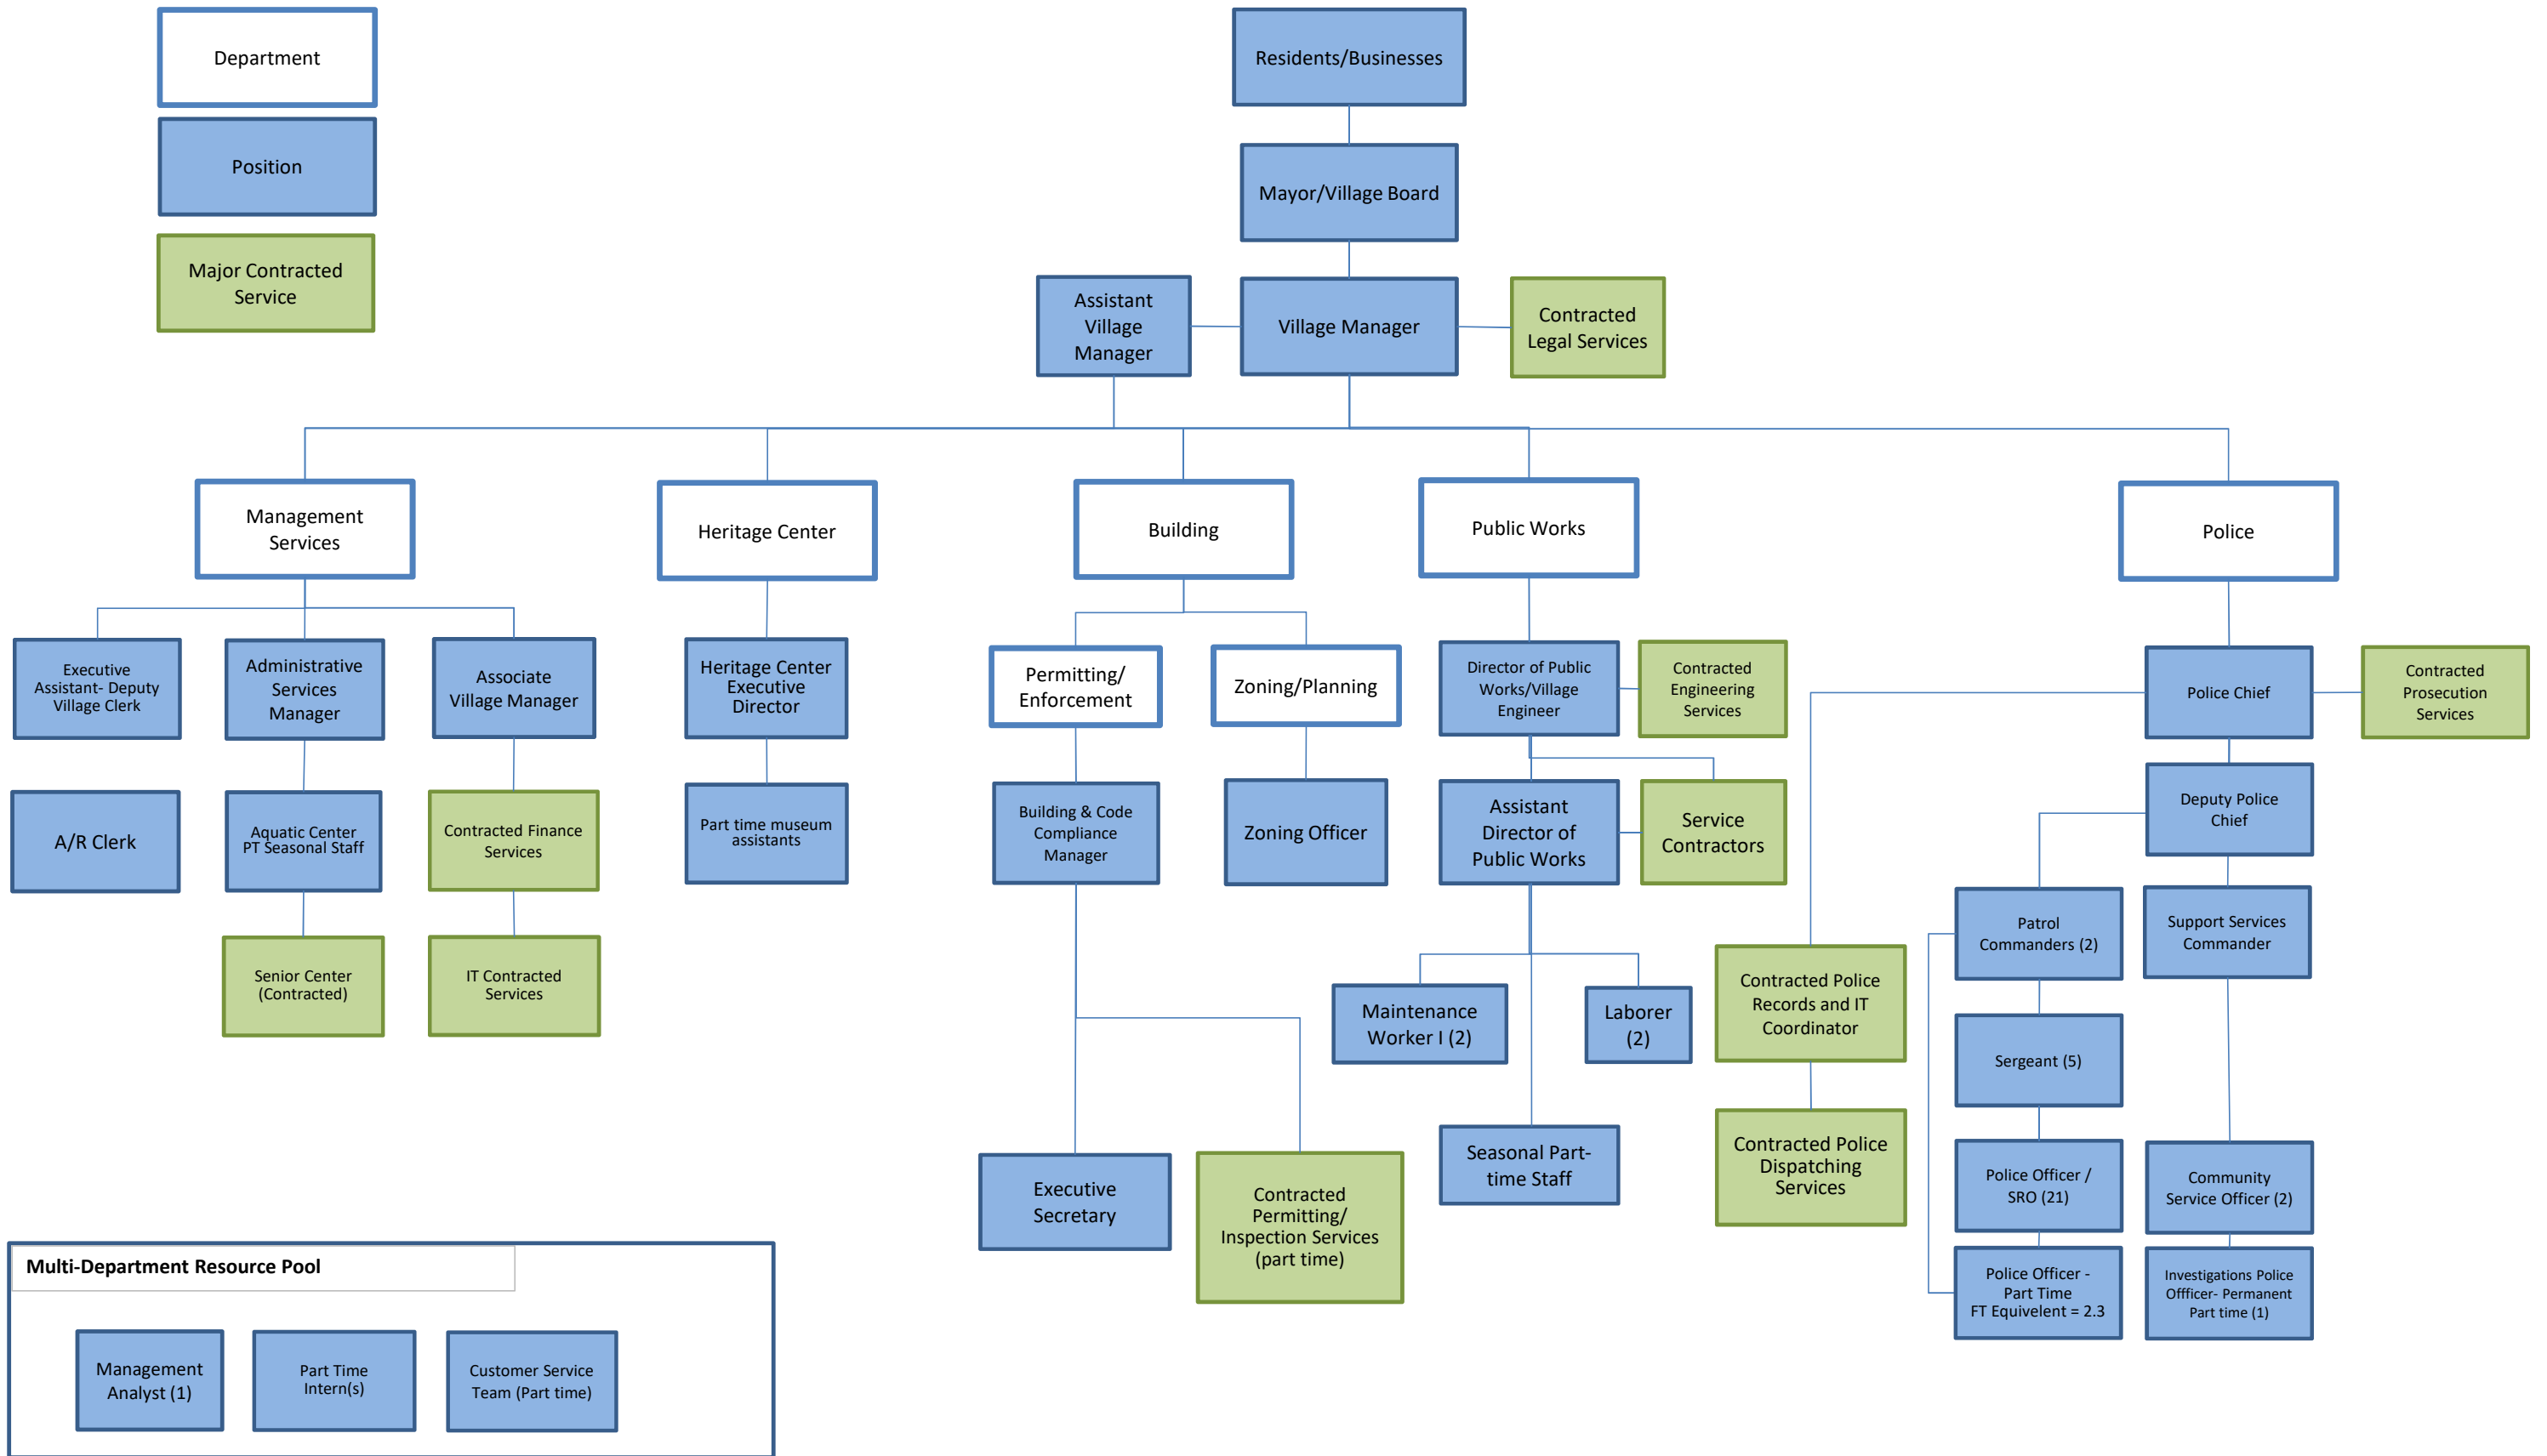 Department
Position
Major Contracted
Service
Residents/Businesses
Mayor/Village Board
Assistant
Village
Manager
Village Manager
Contracted
Legal Services
Management
Services
Heritage Center
Building
Public Works
Police
Executive
Assistant- Deputy
Village Clerk
Administrative
Services
Manager
Associate
Village Manager
Heritage Center
Executive
Director
Permitting/
Enforcement
Zoning/Planning
Director of Public
Works/Village
Engineer
Contracted
Engineering
Services
Police Chief
Contracted
Prosecution
Services
A/R Clerk
Aquatic Center
PT Seasonal Staff
Contracted Finance
Services
Part time museum
assistants
Building & Code
Compliance
Manager
Zoning Officer
Assistant
Director of
Public Works
Service
Contractors
Deputy Police
Chief
Senior Center
(Contracted)
IT Contracted
Services
Maintenance
Worker I (2)
Laborer
(2)
Contracted Police
Records and IT
Coordinator
Patrol
Commanders (2)
Support Services
Commander
Sergeant (5)
Executive
Secretary
Contracted
Permitting/
Inspection Services
(part time)
Seasonal Part-
time Staff
Contracted Police
Dispatching
Services
Police Officer /
SRO (21)
Community
Service Officer (2)
Police Officer -
Part Time
FT Equivelent = 2.3
Investigations Police
Offficer- Permanent
Part time (1)
Multi-Department Resource Pool
Management
Analyst (1)
Part Time
Intern(s)
Customer Service
Team (Part time)